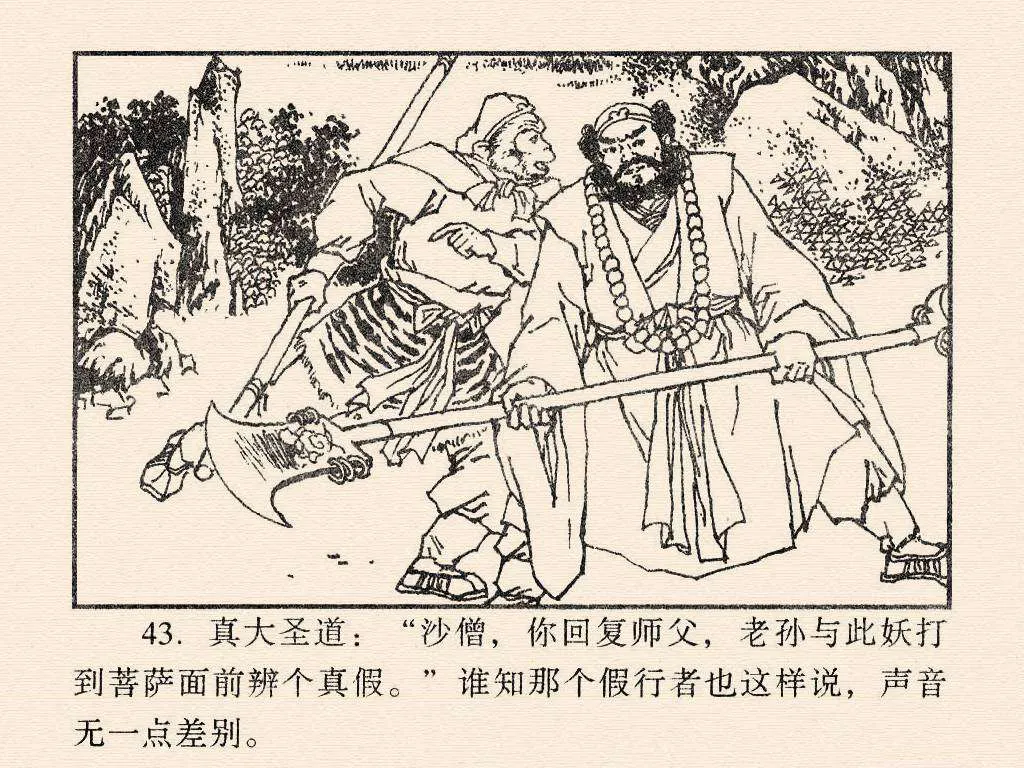 43. 真大圣道：“沙僧，你回复师父，老孙与此妖打
到菩萨面前辨个真假。”谁知那个假行者也这样说，声音
无一点差别。